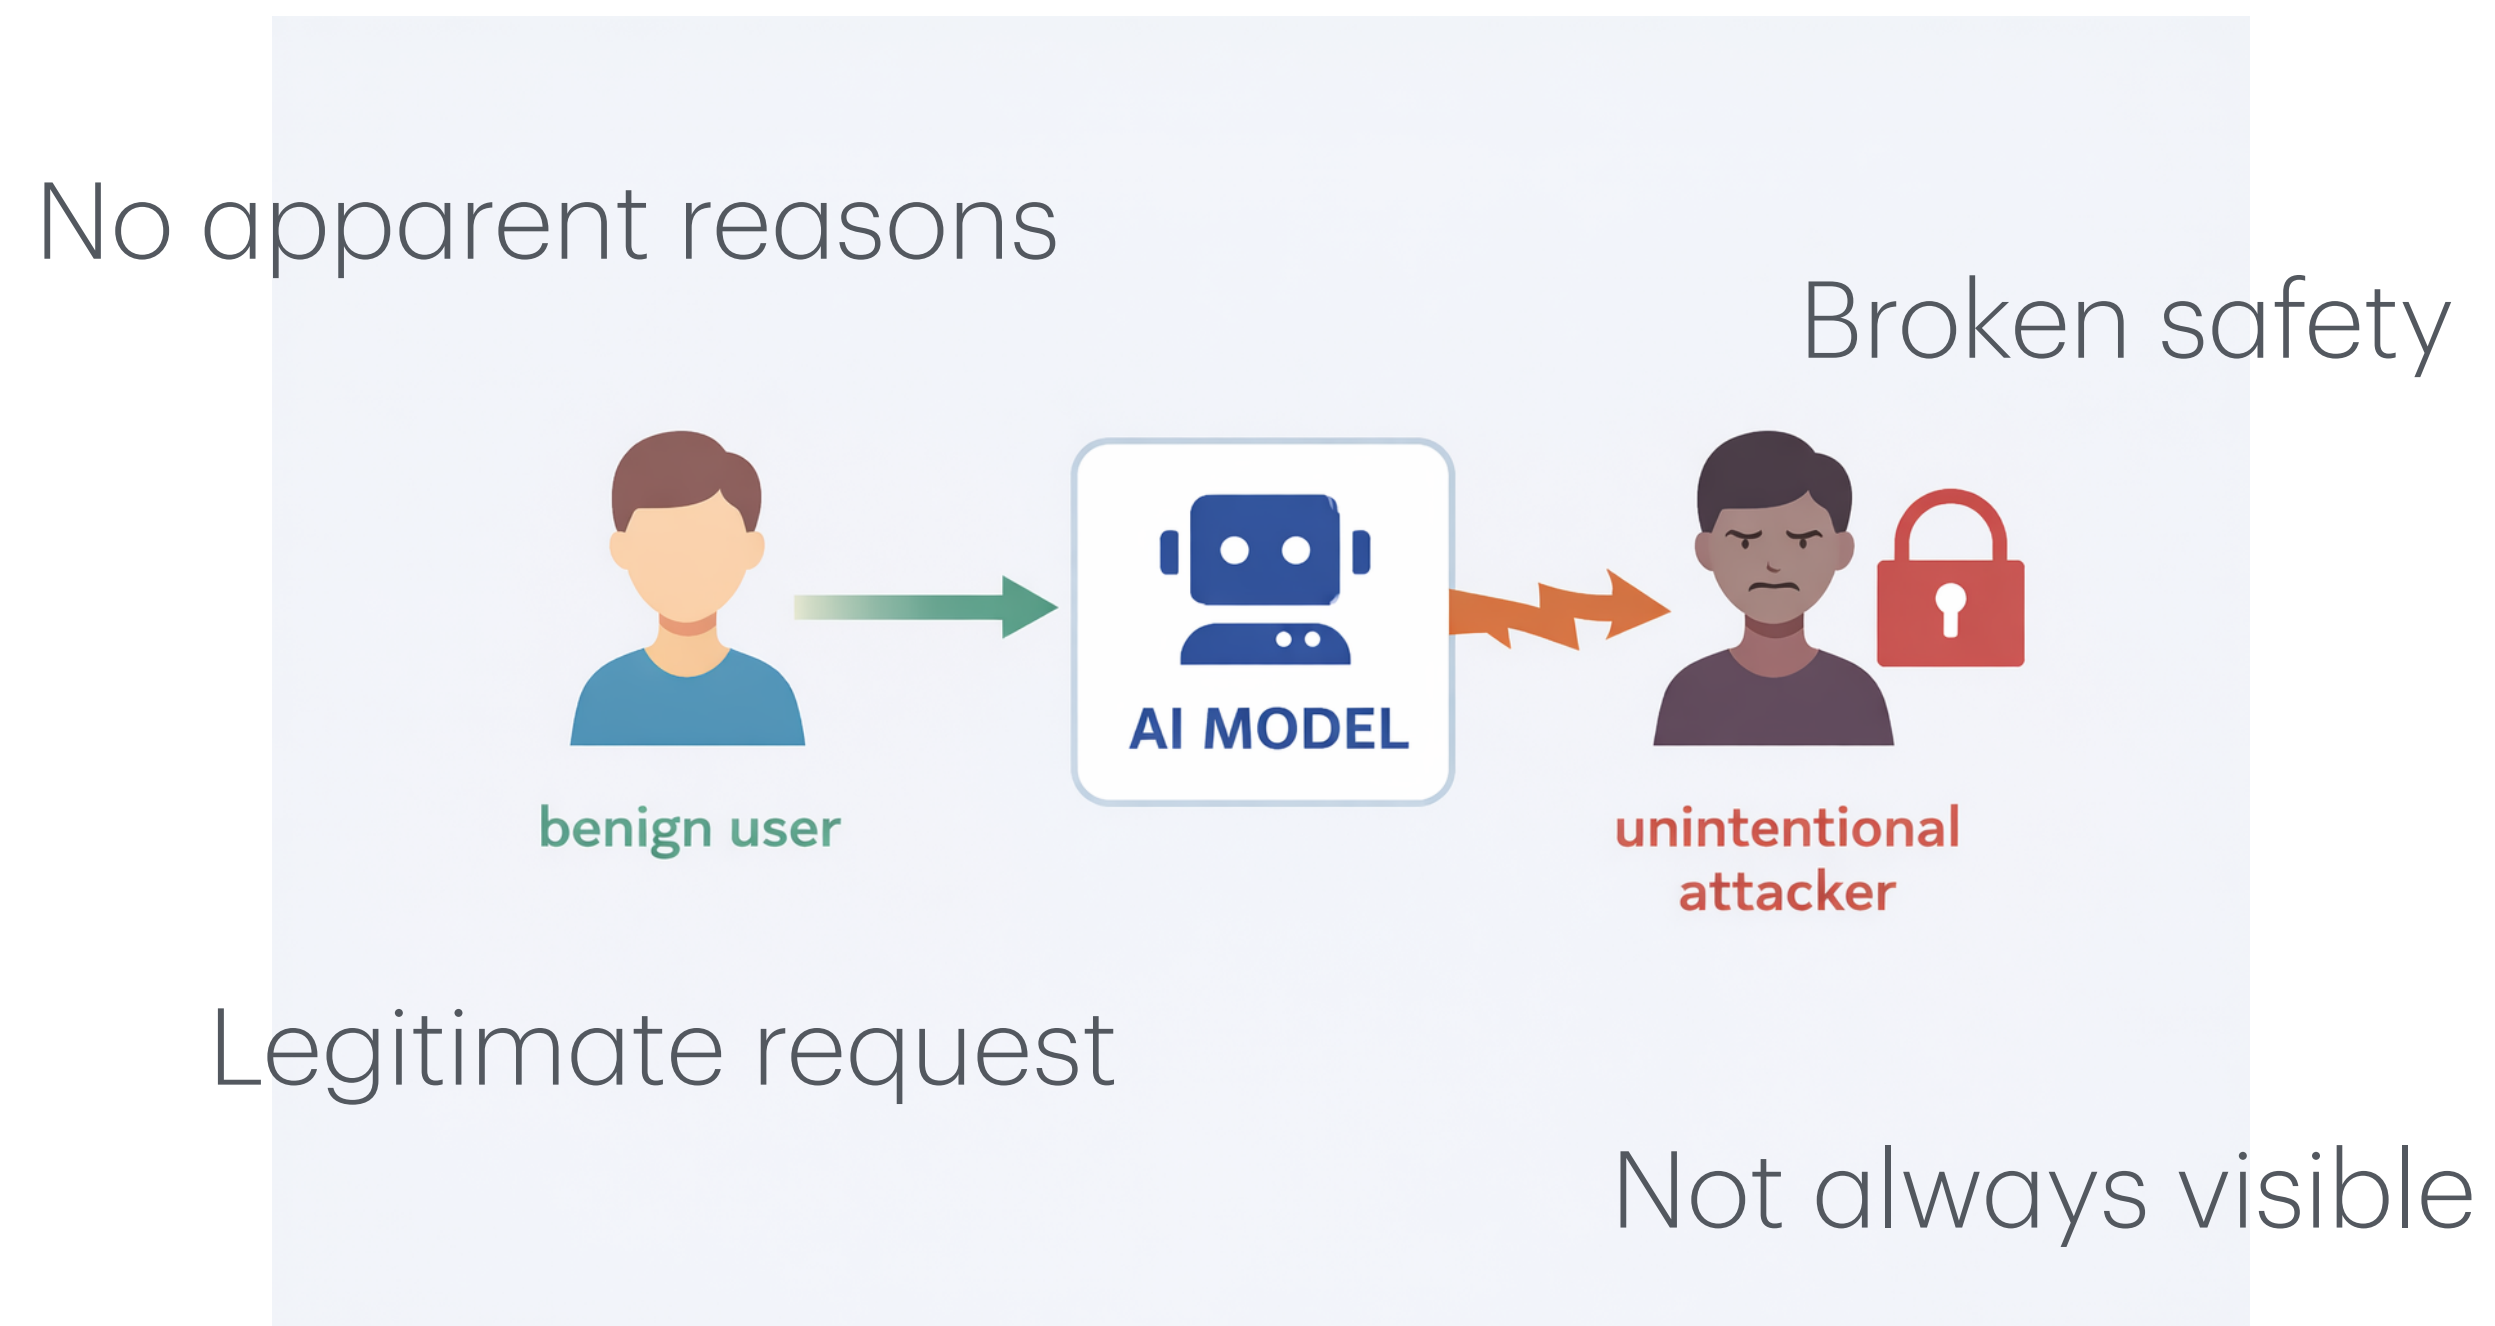 No apparent reasons
Broken safety
AI MODEL
benign user
unintentional
attacker
Legitimate request
Not always visible